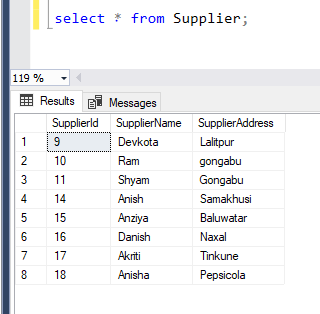 select * from Supplier;
119 %
Results Messages
SupplierId SupplierName SupplierAddress
1 9 Devkota Lalitpur
2 10 Ram gongabu
3 11 Shyam Gongabu
4 14 Anish Samakhusi
5 15 Anziya Baluwatar
6 16 Danish Naxal
7 17 Akriti Tinkune
8 18 Anisha Pepsicola